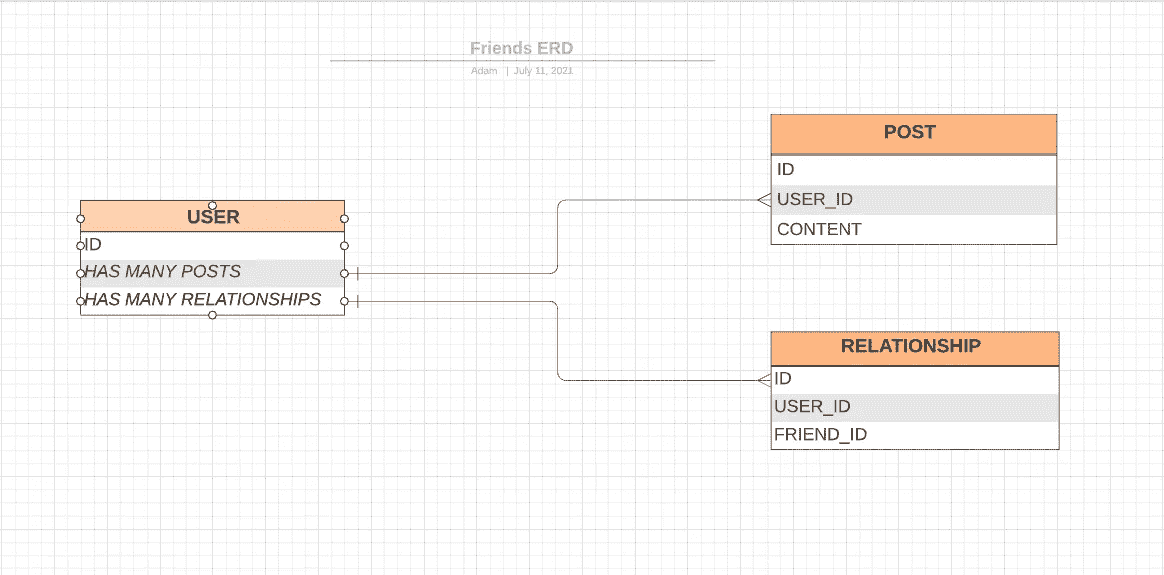 Friends ERD
Adam | July 11, 2021
POST
ID
USER_ID
CONTENT
USER
ID
HAS MANY POSTS
HAS MANY RELATIONSHIPS
RELATIONSHIP
ID
USER_ID
FRIEND_ID